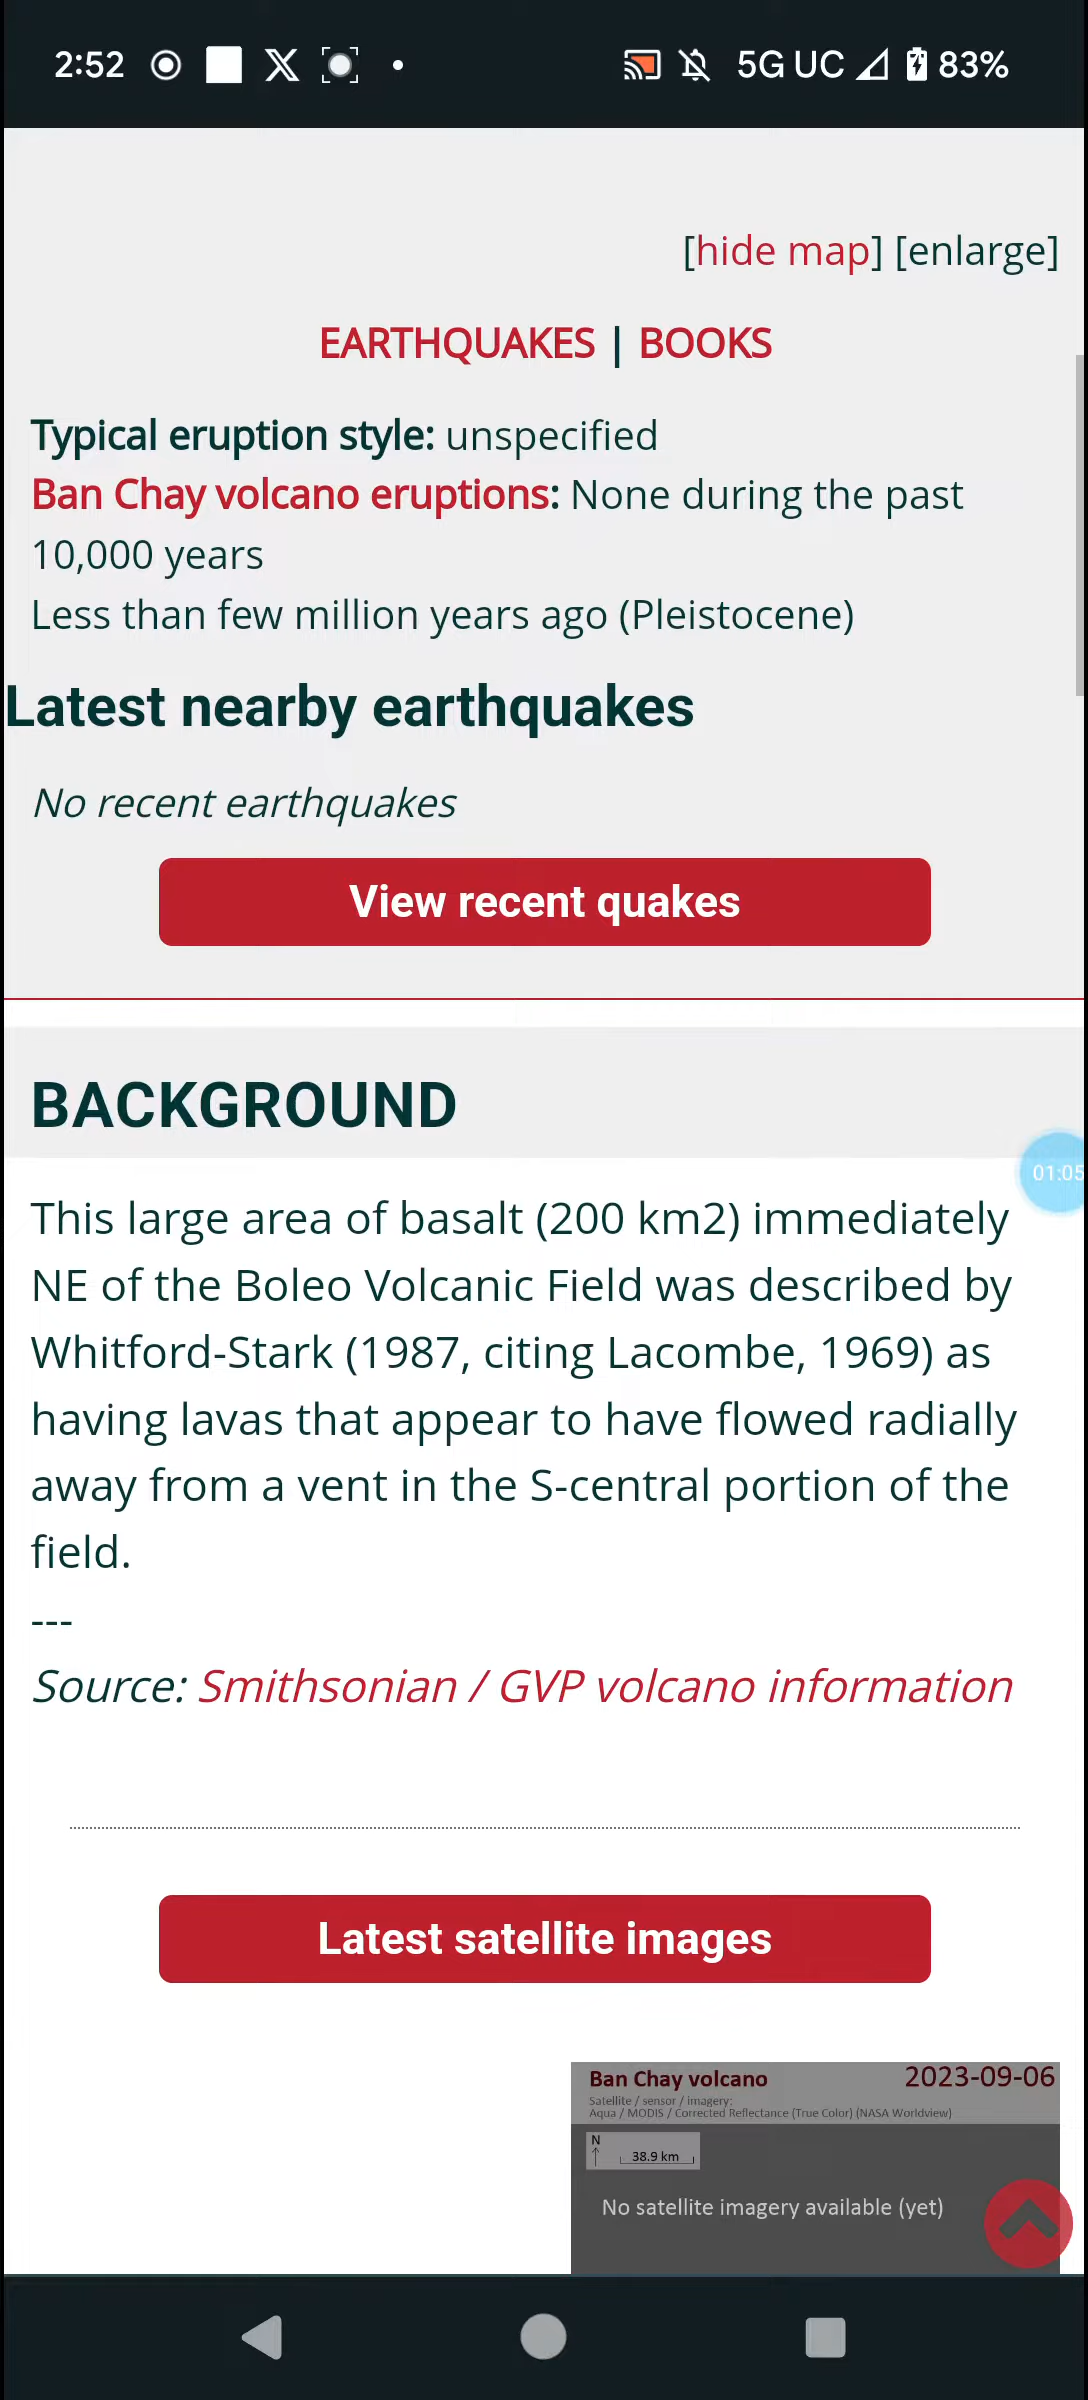 2:52 5G UC 83%
[hide map] [enlarge]
EARTHQUAKES | BOOKS
Typical eruption style: unspecified
Ban Chay volcano eruptions: None during the past
10,000 years
Less than few million years ago (Pleistocene)
Latest nearby earthquakes
No recent earthquakes
View recent quakes
BACKGROUND
01:05
This large area of basalt (200 km2) immediately
NE of the Boleo Volcanic Field was described by
Whitford-Stark (1987, citing Lacombe, 1969) as
having lavas that appear to have flowed radially
away from a vent in the S-central portion of the
field.
---
Source: Smithsonian / GVP volcano information
Latest satellite images
Ban Chay volcano 2023-09-06
Satellite / sensor / imagery:
Aqua / MODIS / Corrected Reflectance (True Color) (NASA Worldview)
N
38.9 km
No satellite imagery available (yet)